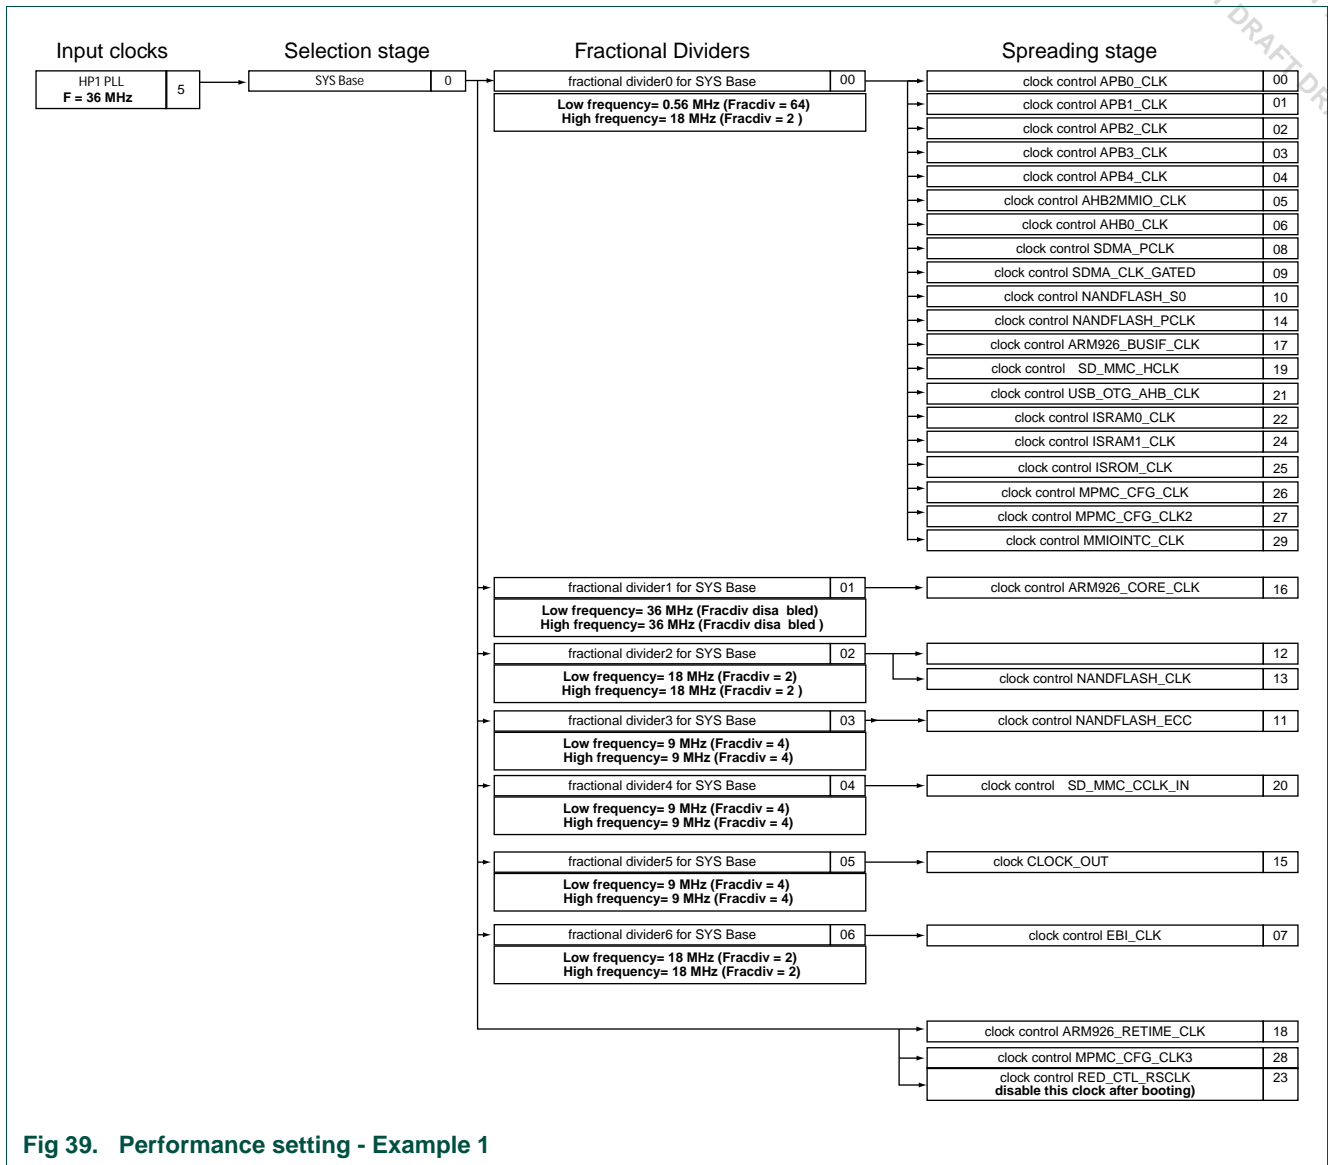 DRAFT DRAFT
Input clocks
Selection stage
Fractional Dividers
Spreading stage
HP1 PLL
F = 36 MHz
5
SYS Base
0
fractional divider0 for SYS Base
00
Low frequency= 0.56 MHz (Fracdiv = 64)
High frequency= 18 MHz (Fracdiv = 2 )
clock control APB0_CLK 00
clock control APB1_CLK 01
clock control APB2_CLK 02
clock control APB3_CLK 03
clock control APB4_CLK 04
clock control AHB2MMIO_CLK 05
clock control AHB0_CLK 06
clock control SDMA_PCLK 08
clock control SDMA_CLK_GATED 09
clock control NANDFLASH_S0 10
clock control NANDFLASH_PCLK 14
clock control ARM926_BUSIF_CLK 17
clock control SD_MMC_HCLK 19
clock control USB_OTG_AHB_CLK 21
clock control ISRAM0_CLK 22
clock control ISRAM1_CLK 24
clock control ISROM_CLK 25
clock control MPMC_CFG_CLK 26
clock control MPMC_CFG_CLK2 27
clock control MMIOINTC_CLK 29
fractional divider1 for SYS Base 01
Low frequency= 36 MHz (Fracdiv disa bled)
High frequency= 36 MHz (Fracdiv disa bled )
clock control ARM926_CORE_CLK 16
fractional divider2 for SYS Base 02
Low frequency= 18 MHz (Fracdiv = 2)
High frequency= 18 MHz (Fracdiv = 2 )
12
clock control NANDFLASH_CLK 13
fractional divider3 for SYS Base 03
Low frequency= 9 MHz (Fracdiv = 4)
High frequency= 9 MHz (Fracdiv = 4)
clock control NANDFLASH_ECC 11
fractional divider4 for SYS Base 04
Low frequency= 9 MHz (Fracdiv = 4)
High frequency= 9 MHz (Fracdiv = 4)
clock control SD_MMC_CCLK_IN 20
fractional divider5 for SYS Base 05
Low frequency= 9 MHz (Fracdiv = 4)
High frequency= 9 MHz (Fracdiv = 4)
clock CLOCK_OUT 15
fractional divider6 for SYS Base 06
Low frequency= 18 MHz (Fracdiv = 2)
High frequency= 18 MHz (Fracdiv = 2)
clock control EBI_CLK 07
clock control ARM926_RETIME_CLK 18
clock control MPMC_CFG_CLK3 28
clock control RED_CTL_RSCLK 23
disable this clock after booting)
Fig 39. Performance setting - Example 1